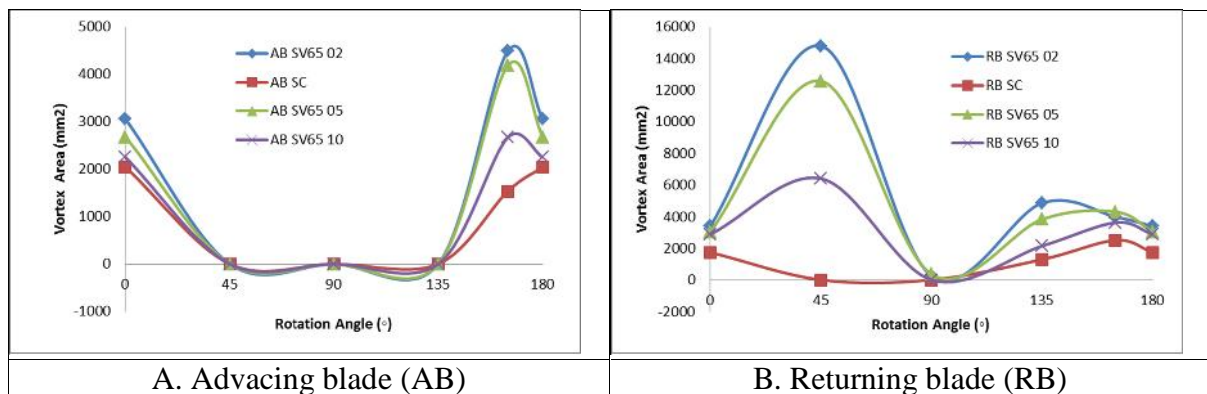 5000
4000
3000
2000
1000
0
-1000
Vortex Area (mm2)
AB SV65 02
AB SC
AB SV65 05
AB SV65 10
0 45 90 135 180
Rotation Angle (◦)
16000
14000
12000
10000
8000
6000
4000
2000
0
-2000
Vortex Area (mm2)
RB SV65 02
RB SC
RB SV65 05
RB SV65 10
0 45 90 135 180
Rotation Angle (◦)
A. Advacing blade (AB)
B. Returning blade (RB)